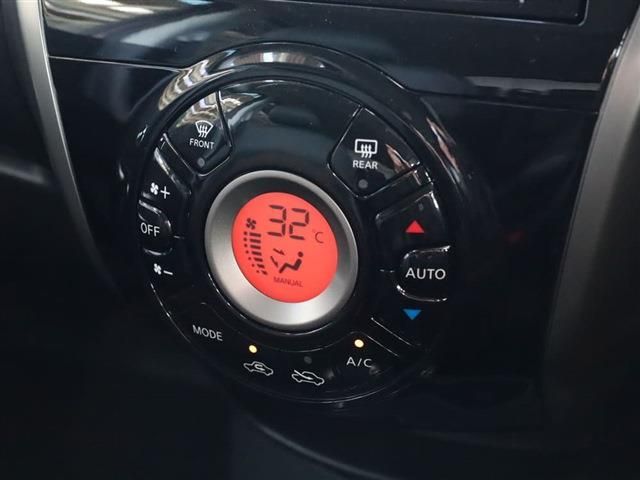 FRONT
REAR
+
OFF
-
32 °C
MANUAL
AUTO
MODE
A/C